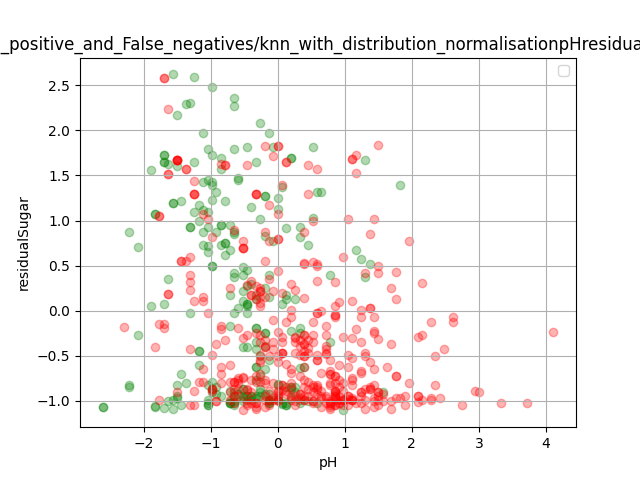 _positive_and_False_negatives/knn_with_distribution_normalisationpHresidua
2.5
2.0
1.5
1.0
0.5
0.0
−0.5
−1.0
residualSugar
−2 −1 0 1 2 3 4
pH